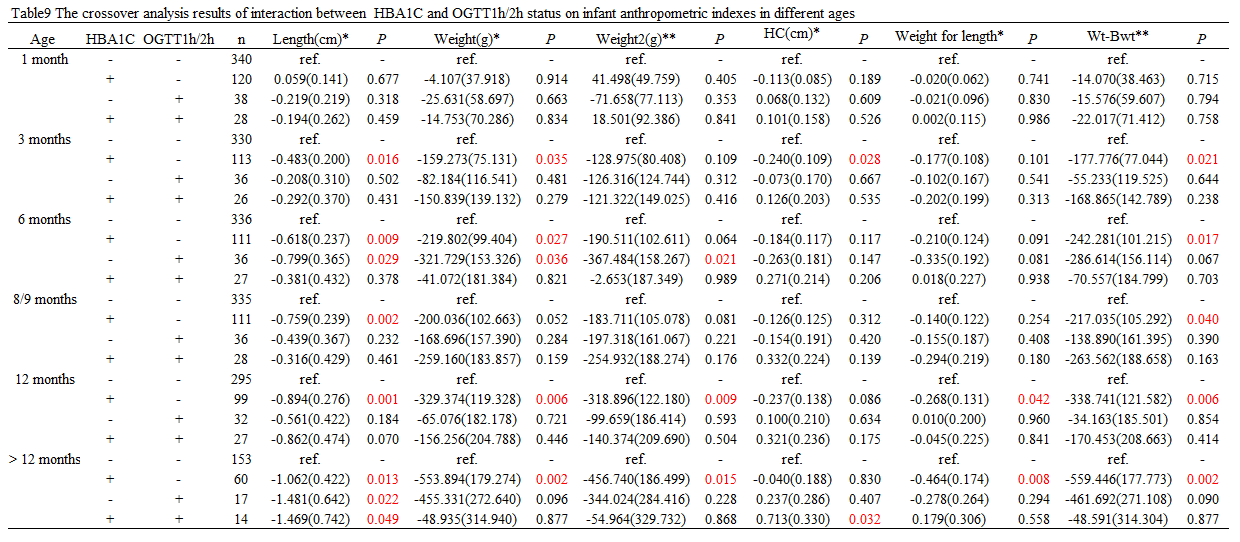 Table9 The crossover analysis results of interaction between HBA1C and OGTT1h/2h status on infant anthropometric indexes in different ages
Age HBA1C OGTT1h/2h n Length(cm)* P Weight(g)* P Weight2(g)** P HC(cm)* P Weight for length* P Wt-Bwt** P
1 month - - 340 ref. - ref. - ref. - ref. - ref. - ref. -
+ - 120 0.059(0.141) 0.677 -4.107(37.918) 0.914 41.498(49.759) 0.405 -0.113(0.085) 0.189 -0.020(0.062) 0.741 -14.070(38.463) 0.715
- + 38 -0.219(0.219) 0.318 -25.631(58.697) 0.663 -71.658(77.113) 0.353 0.068(0.132) 0.609 -0.021(0.096) 0.830 -15.576(59.607) 0.794
+ + 28 -0.194(0.262) 0.459 -14.753(70.286) 0.834 18.501(92.386) 0.841 0.101(0.158) 0.526 0.002(0.115) 0.986 -22.017(71.412) 0.758
3 months - - 330 ref. - ref. - ref. - ref. - ref. - ref. -
+ - 113 -0.483(0.200) 0.016 -159.273(75.131) 0.035 -128.975(80.408) 0.109 -0.240(0.109) 0.028 -0.177(0.108) 0.101 -177.776(77.044) 0.021
- + 36 -0.208(0.310) 0.502 -82.184(116.541) 0.481 -126.316(124.744) 0.312 -0.073(0.170) 0.667 -0.102(0.167) 0.541 -55.233(119.525) 0.644
+ + 26 -0.292(0.370) 0.431 -150.839(139.132) 0.279 -121.322(149.025) 0.416 0.126(0.203) 0.535 -0.202(0.199) 0.313 -168.865(142.789) 0.238
6 months - - 336 ref. - ref. - ref. - ref. - ref. - ref. -
+ - 111 -0.618(0.237) 0.009 -219.802(99.404) 0.027 -190.511(102.611) 0.064 -0.184(0.117) 0.117 -0.210(0.124) 0.091 -242.281(101.215) 0.017
- + 36 -0.799(0.365) 0.029 -321.729(153.326) 0.036 -367.484(158.267) 0.021 -0.263(0.181) 0.147 -0.335(0.192) 0.081 -286.614(156.114) 0.067
+ + 27 -0.381(0.432) 0.378 -41.072(181.384) 0.821 -2.653(187.349) 0.989 0.271(0.214) 0.206 0.018(0.227) 0.938 -70.557(184.799) 0.703
8/9 months - - 335 ref. - ref. - ref. - ref. - ref. - ref. -
+ - 111 -0.759(0.239) 0.002 -200.036(102.663) 0.052 -183.711(105.078) 0.081 -0.126(0.125) 0.312 -0.140(0.122) 0.254 -217.035(105.292) 0.040
- + 36 -0.439(0.367) 0.232 -168.696(157.390) 0.284 -197.318(161.067) 0.221 -0.154(0.191) 0.420 -0.155(0.187) 0.408 -138.890(161.395) 0.390
+ + 28 -0.316(0.429) 0.461 -259.160(183.857) 0.159 -254.932(188.274) 0.176 0.332(0.224) 0.139 -0.294(0.219) 0.180 -263.562(188.658) 0.163
12 months - - 295 ref. - ref. - ref. - ref. - ref. - ref. -
+ - 99 -0.894(0.276) 0.001 -329.374(119.328) 0.006 -318.896(122.180) 0.009 -0.237(0.138) 0.086 -0.268(0.131) 0.042 -338.741(121.582) 0.006
- + 32 -0.561(0.422) 0.184 -65.076(182.178) 0.721 -99.659(186.414) 0.593 0.100(0.210) 0.634 0.010(0.200) 0.960 -34.163(185.501) 0.854
+ + 27 -0.862(0.474) 0.070 -156.256(204.788) 0.446 -140.374(209.690) 0.504 0.321(0.236) 0.175 -0.045(0.225) 0.841 -170.453(208.663) 0.414
> 12 months - - 153 ref. - ref. - ref. - ref. - ref. - ref. -
+ - 60 -1.062(0.422) 0.013 -553.894(179.274) 0.002 -456.740(186.499) 0.015 -0.040(0.188) 0.830 -0.464(0.174) 0.008 -559.446(177.773) 0.002
- + 17 -1.481(0.642) 0.022 -455.331(272.640) 0.096 -344.024(284.416) 0.228 0.237(0.286) 0.407 -0.278(0.264) 0.294 -461.692(271.108) 0.090
+ + 14 -1.469(0.742) 0.049 -48.935(314.940) 0.877 -54.964(329.732) 0.868 0.713(0.330) 0.032 0.179(0.306) 0.558 -48.591(314.304) 0.877